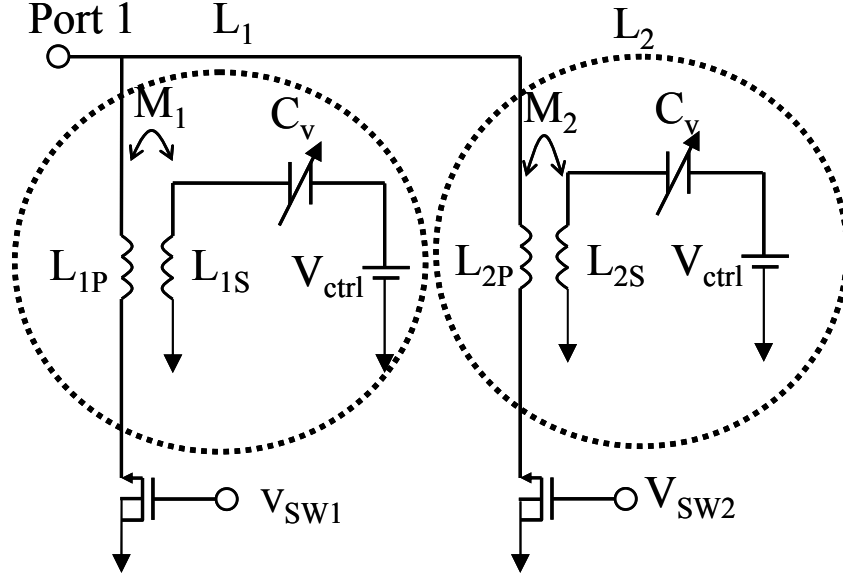 Port 1
L1
L2
M1
Cv
M2
Cv
L1P
L1S
Vctrl
L2P
L2S
Vctrl
vSW1
VSW2